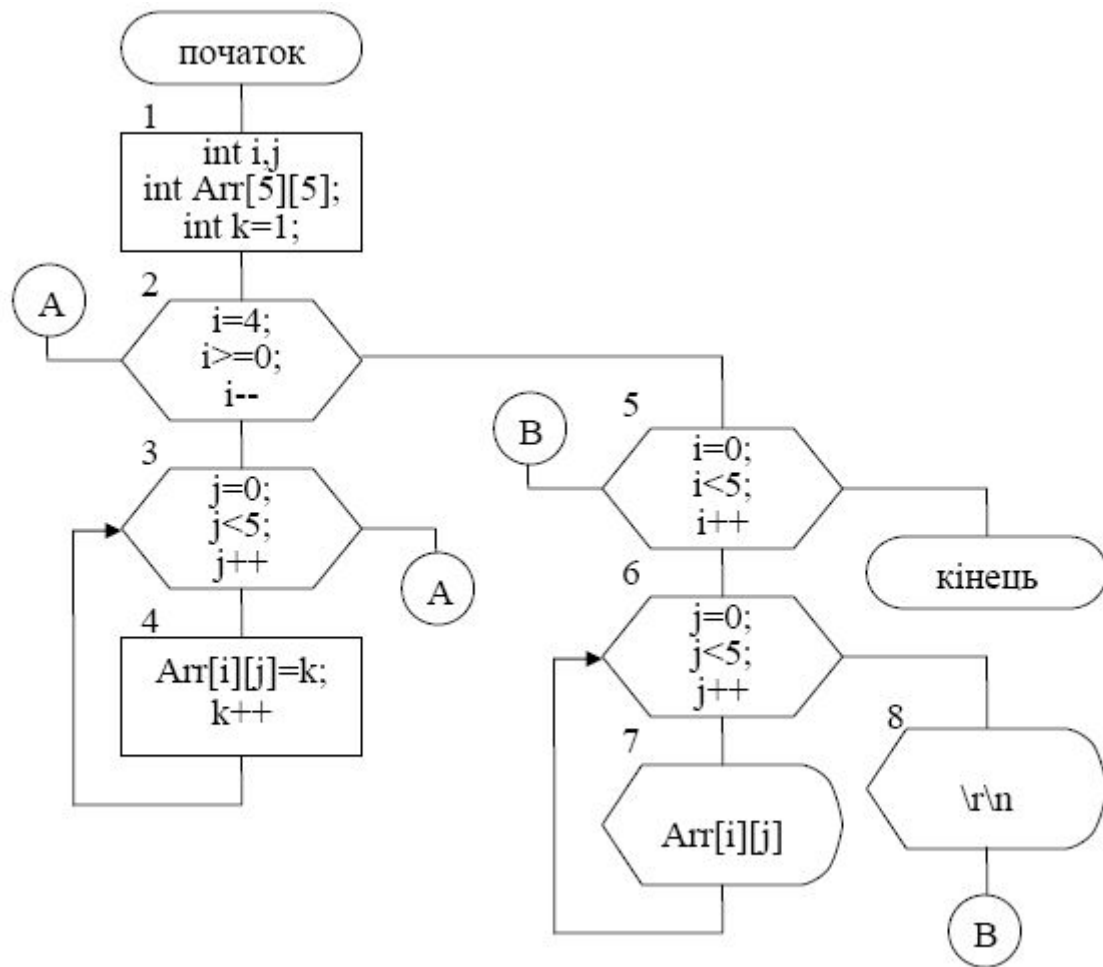 початок
1
int i,j
int Arr[5][5];
int k=1;
A
2
i=4;
i>=0;
i--
3
j=0;
j<5;
j++
A
4
Arr[i][j]=k;
k++
B
5
i=0;
i<5;
i++
кінець
6
j=0;
j<5;
j++
7
Arr[i][j]
8
\r\n
B